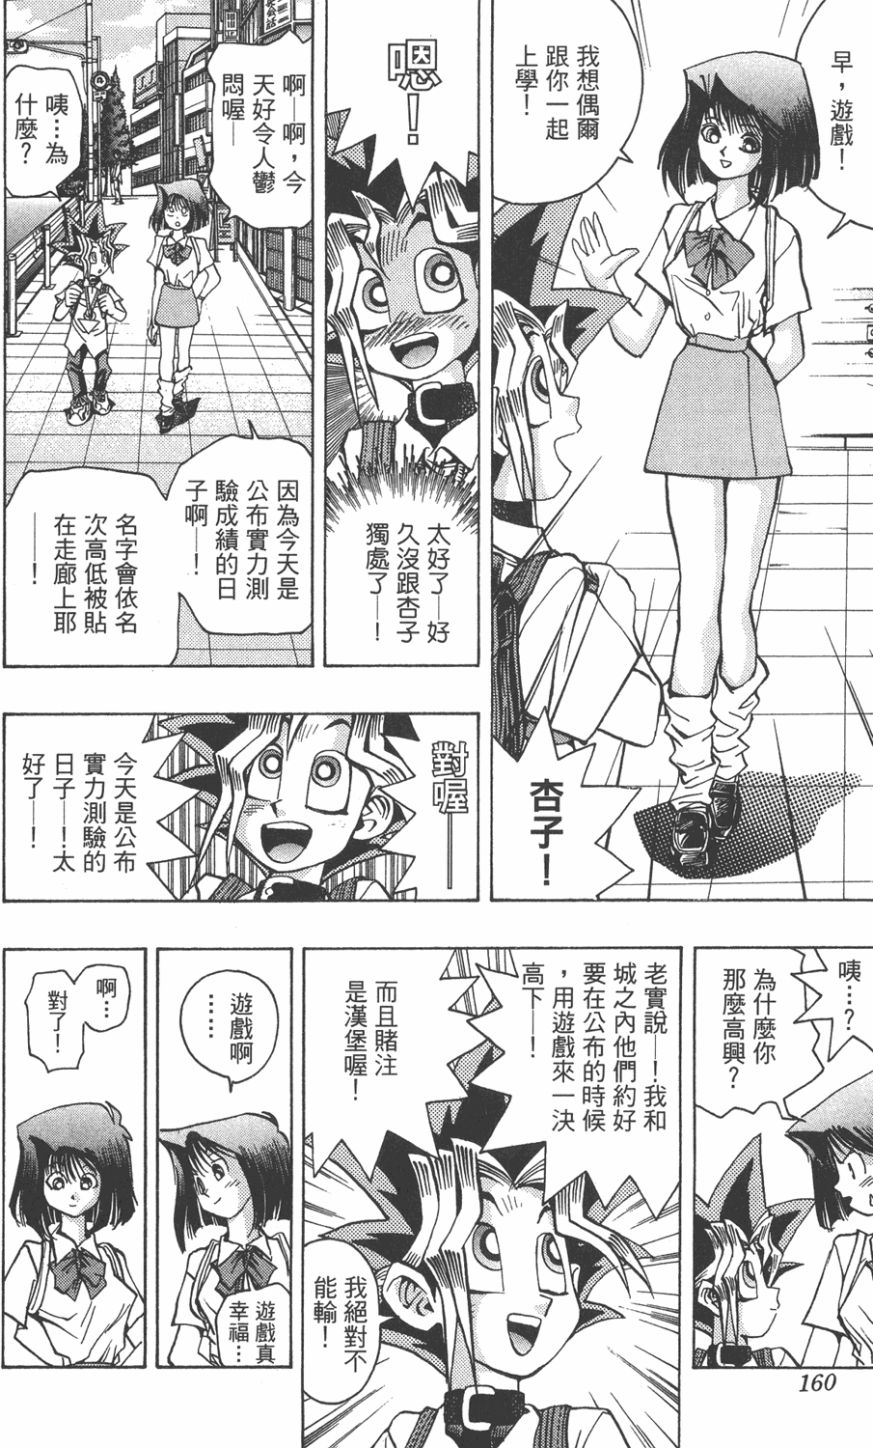 早，遊戲！
我想偶爾
跟你一起
上學！
杏子！
嗯！
太好了—好
久沒跟杏子
獨處了—！
啊—啊，今
天好令人鬱
悶喔—
咦…為
什麼？
因為今天是
公布實力測
驗成績的日
子啊——！
名字會依名
次高低被貼
在走廊上耶
——！
對喔——
今天是公布
實力測驗的
日子——！太
好了——！
咦…？
為什麼你
那麼高興？
老實說——！我和
城之內他們約好
要在公布的時候
，用遊戲來一決
高下——！
而且賭注
是漢堡喔！
我絕對不
能輸！
遊戲啊
……
遊戲真
幸福…
啊…
對了！
160